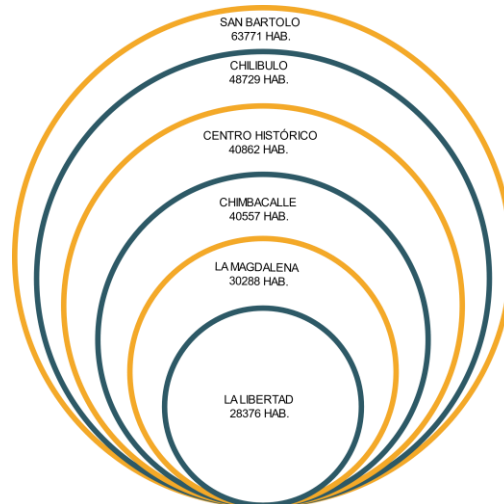 SAN BARTOLO
63771 HAB.
CHILIBULO
48729 HAB.
CENTRO HISTÓRICO
40862 HAB.
CHIMBACALLE
40557 HAB.
LA MAGDALENA
30288 HAB.
LA LIBERTAD
28376 HAB.